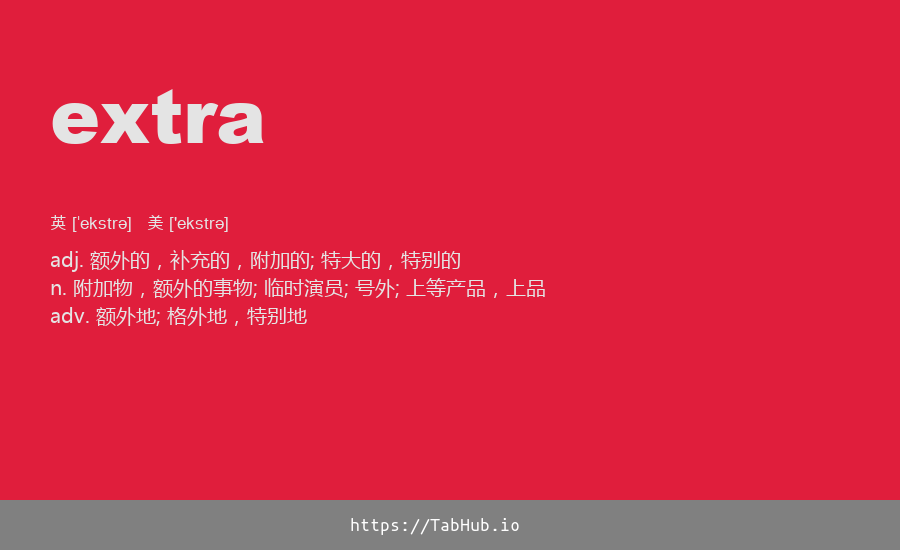 extra
英 ['ekstrə] 美 ['ekstrə]
adj. 额外的，补充的，附加的; 特大的，特别的
n. 附加物，额外的事物; 临时演员; 号外; 上等产品，上品
adv. 额外地; 格外地，特别地
https://TabHub.io